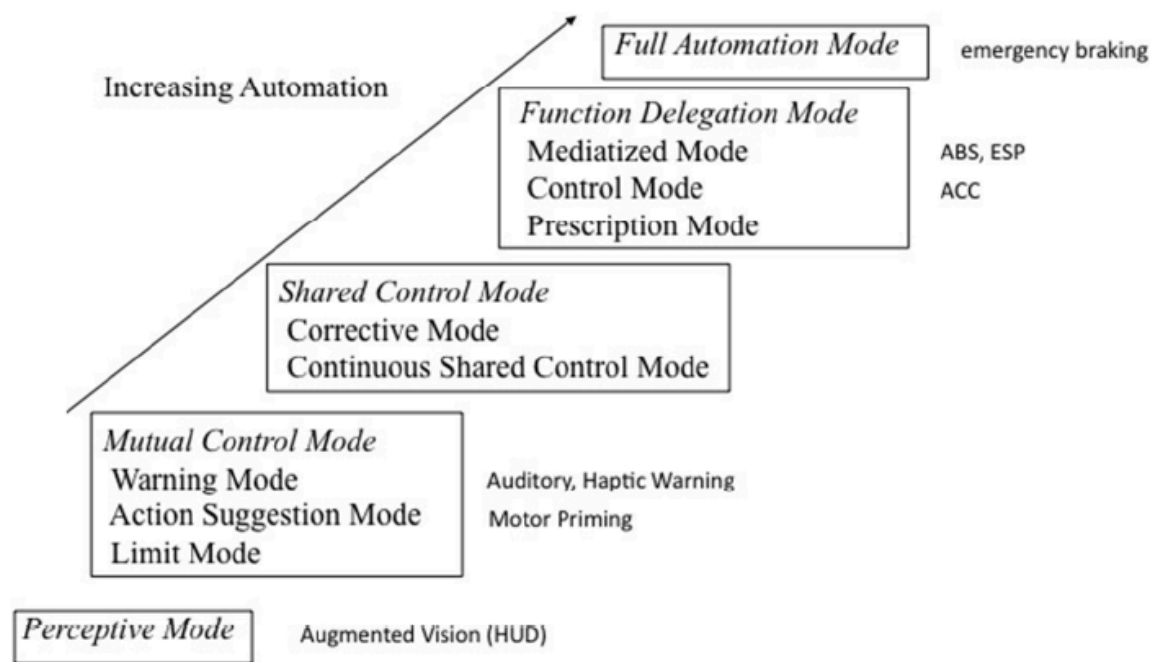 Full Automation Mode emergency braking
Increasing Automation
Function Delegation Mode
Mediatized Mode ABS, ESP
Control Mode ACC
Prescription Mode
Shared Control Mode
Corrective Mode
Continuous Shared Control Mode
Mutual Control Mode
Warning Mode Auditory, Haptic Warning
Action Suggestion Mode Motor Priming
Limit Mode
Perceptive Mode Augmented Vision (HUD)